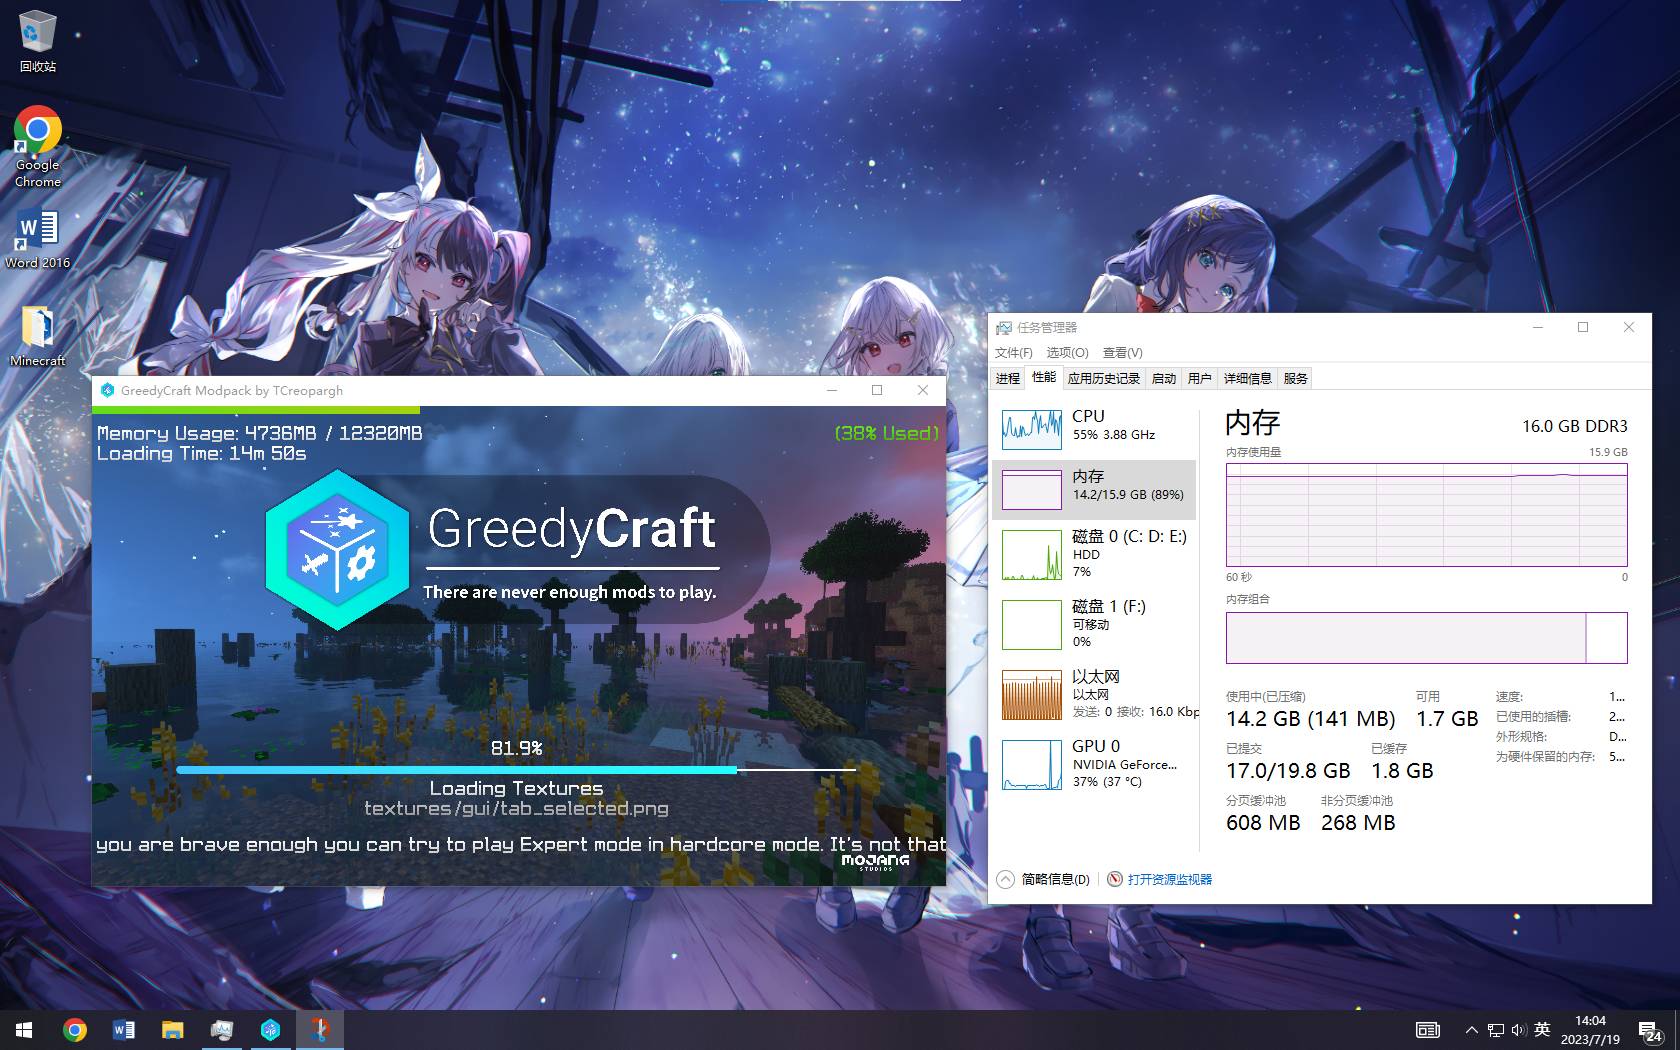 回收站
Google
Chrome
Word 2016
Minecraft
GreedyCraft Modpack by TCreopargh
Memory Usage: 4736MB / 12320MB
(38% Used)
Loading Time: 14m 50s
GreedyCraft
There are never enough mods to play.
81.9%
Loading Textures
textures/gui/tab_selected.png
you are brave enough you can try to play Expert mode in hardcore mode. It's not that
MOJANG
STUDIOS
任务管理器
文件(F) 选项(O) 查看(V)
进程 性能 应用历史记录 启动 用户 详细信息 服务
CPU
55% 3.88 GHz
内存
14.2/15.9 GB (89%)
磁盘 0 (C: D: E:)
HDD
7%
磁盘 1 (F:)
可移动
0%
以太网
以太网
发送: 0 接收: 16.0 Kbp
GPU 0
NVIDIA GeForce...
37% (37 °C)
内存
16.0 GB DDR3
内存使用量
15.9 GB
60 秒
0
内存组合
使用中(已压缩)
14.2 GB (141 MB)
可用
1.7 GB
已提交
17.0/19.8 GB
已缓存
1.8 GB
分页缓冲池
608 MB
非分页缓冲池
268 MB
速度: 1...
已使用的插槽: 2...
外形规格: D...
为硬件保留的内存: 5...
简略信息(D)
打开资源监视器
英
14:04
2023/7/19
24